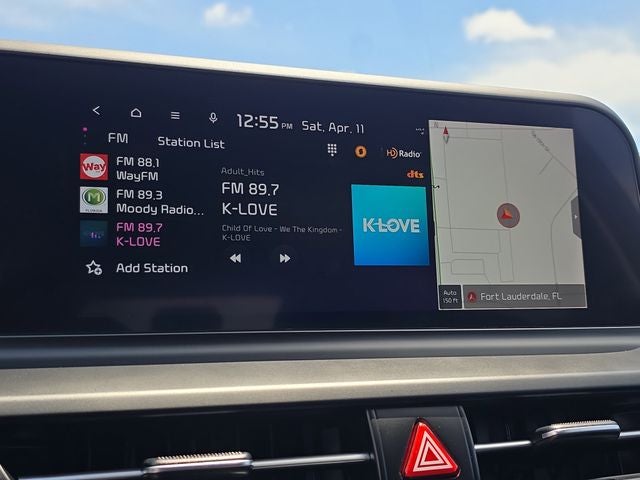 12:55 PM Sat, Apr. 11
FM Station List
HD Radio
dts
Way
FM 88.1
WayFM
FLORIDA
FM 89.3
Moody Radio...
FM 89.7
K-LOVE
Add Station
Adult_Hits
FM 89.7
K-LOVE
Child Of Love - We The Kingdom -
K-LOVE
K-LOVE
N
Auto
150 ft
Fort Lauderdale, FL